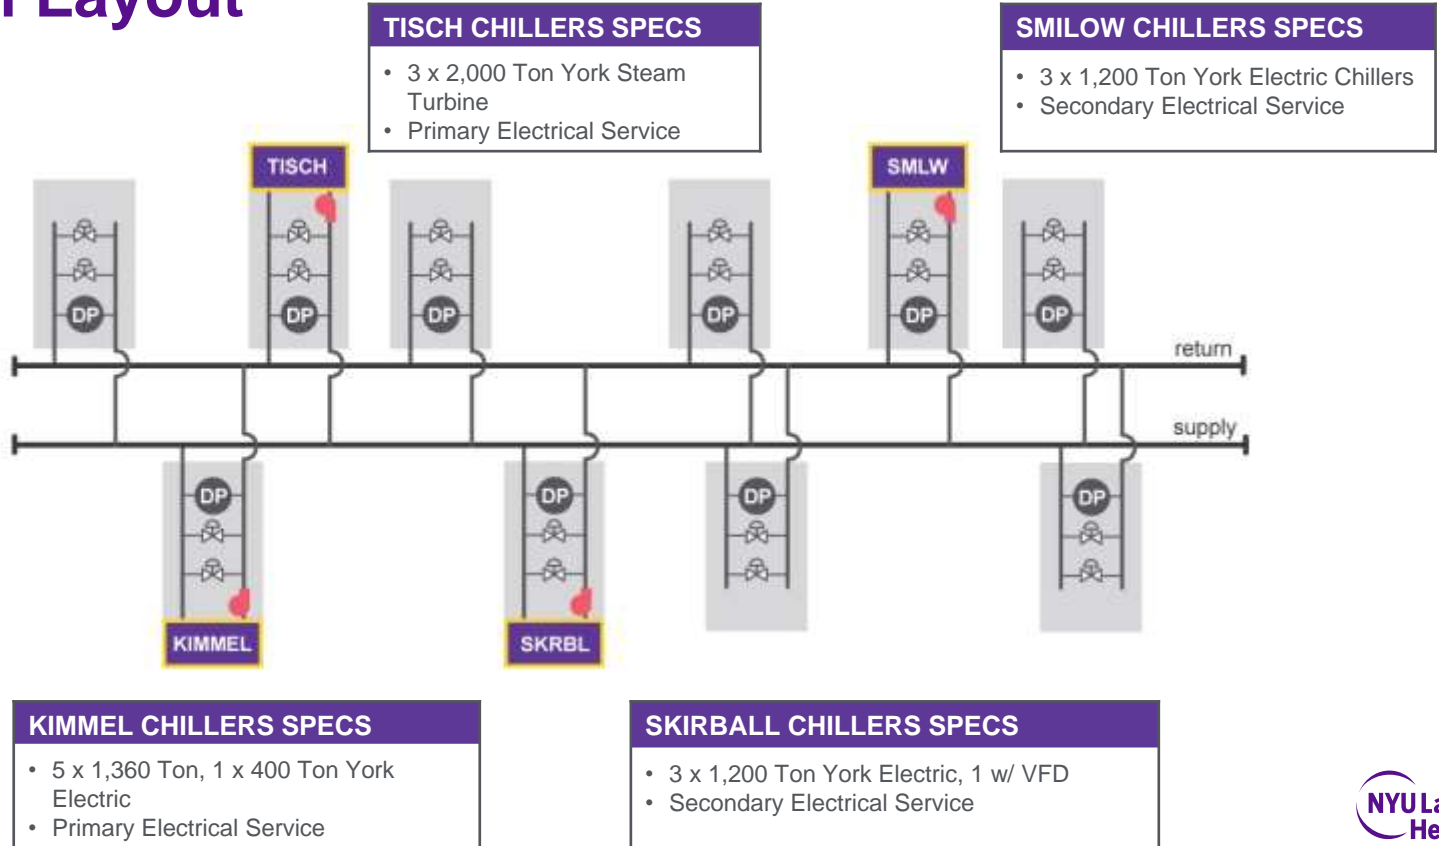 Layout
TISCH CHILLERS SPECS
• 3 x 2,000 Ton York Steam
Turbine
• Primary Electrical Service
SMILOW CHILLERS SPECS
• 3 x 1,200 Ton York Electric Chillers
• Secondary Electrical Service
TISCH
SMLW
DP
DP
DP
DP
DP
DP
return
supply
DP
DP
DP
DP
KIMMEL
SKRBL
KIMMEL CHILLERS SPECS
• 5 x 1,360 Ton, 1 x 400 Ton York
Electric
• Primary Electrical Service
SKIRBALL CHILLERS SPECS
• 3 x 1,200 Ton York Electric, 1 w/ VFD
• Secondary Electrical Service
NYU La
He